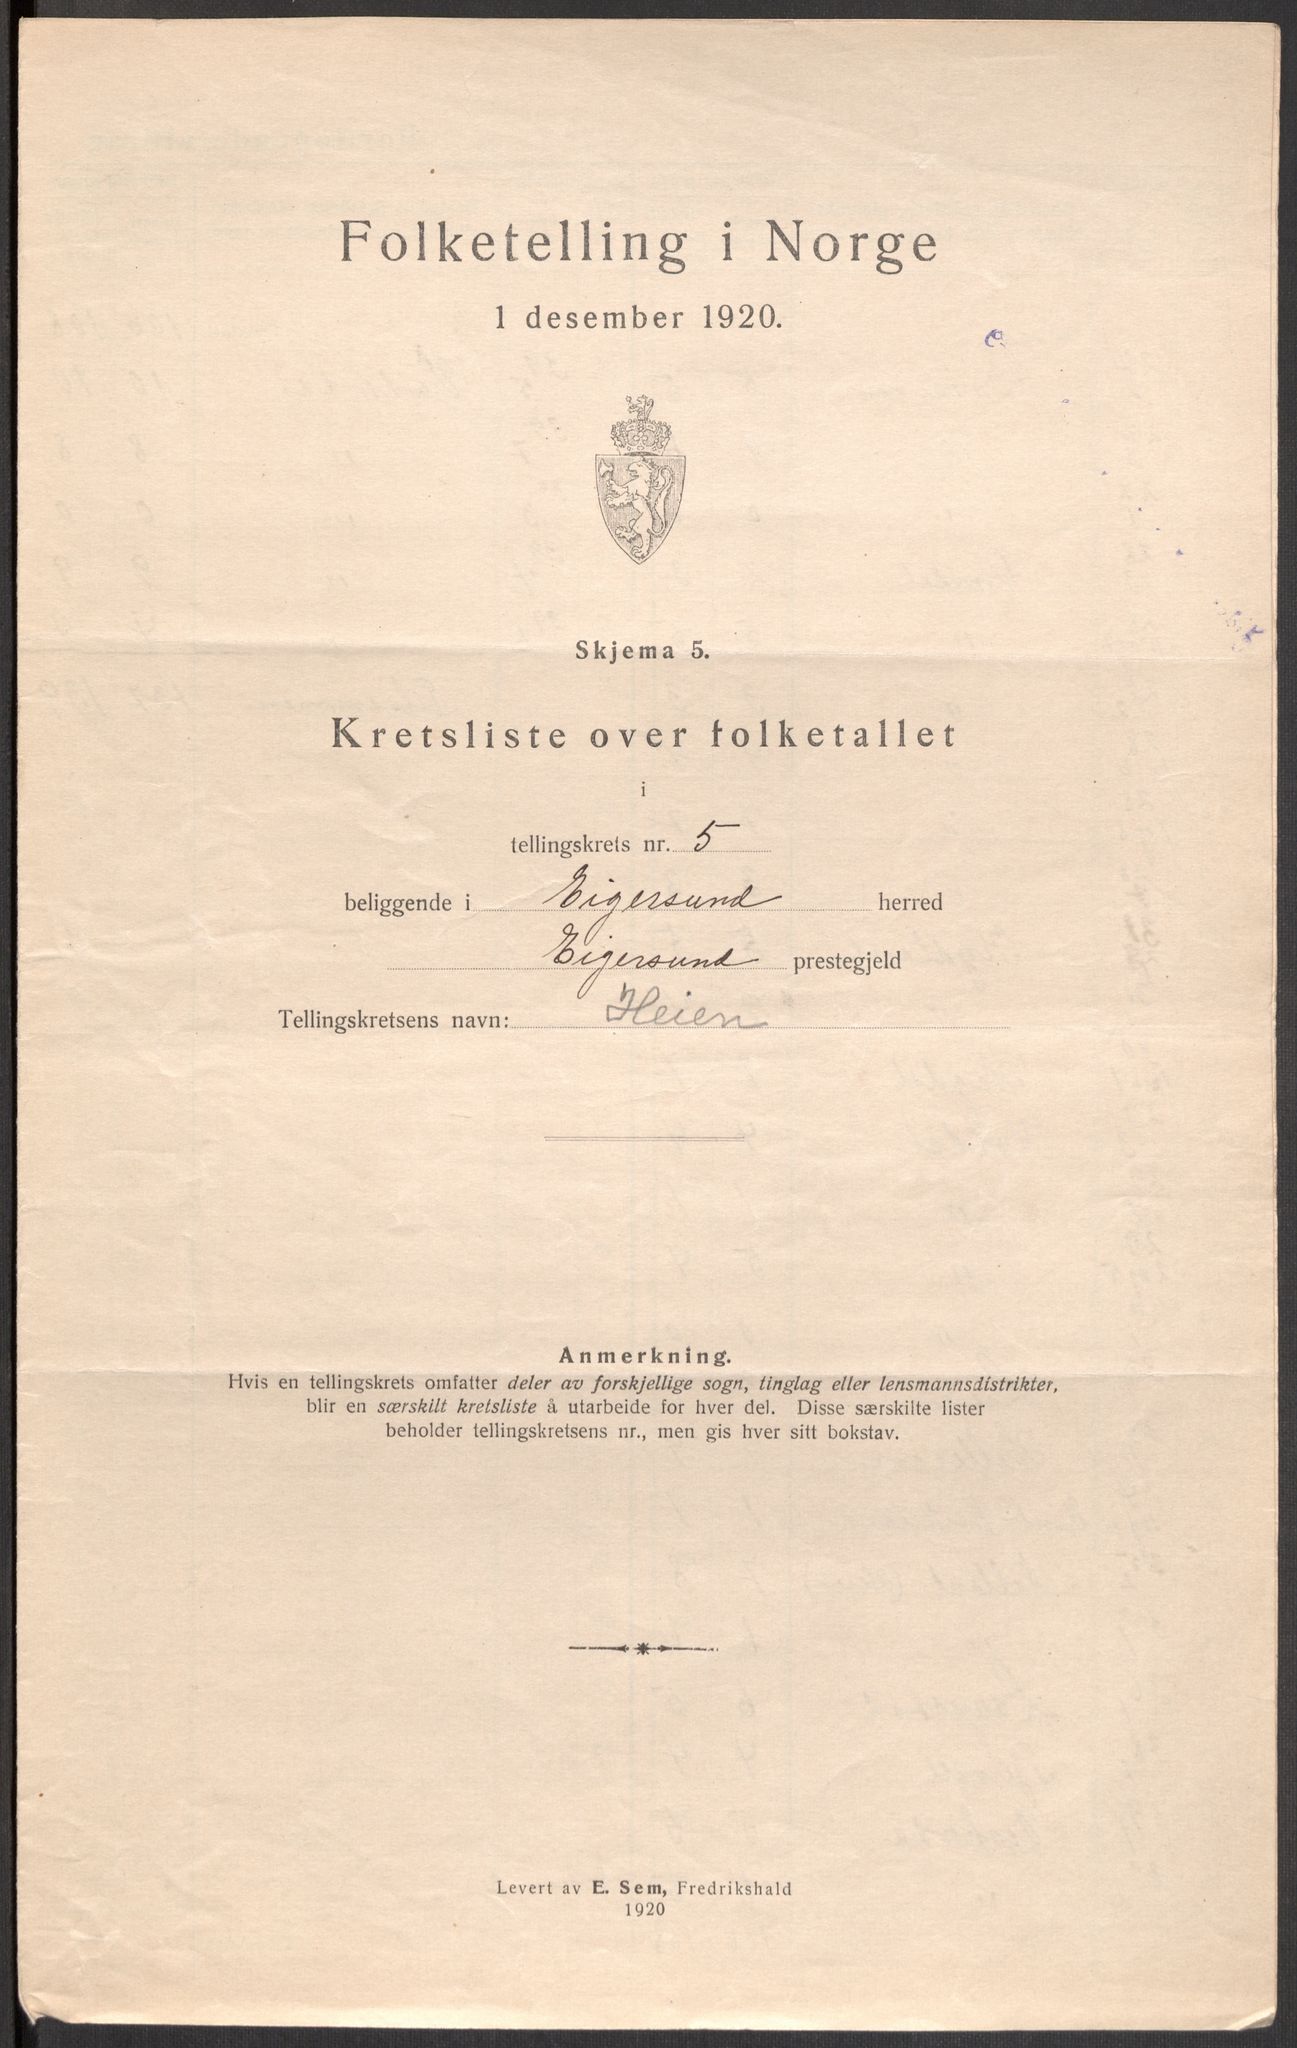 Folketelling i Norge
1 desember 1920.
Skjema 5.
Kretsliste over folketallet
i
tellingskrets nr. 5
beliggende i Eigersund herred
Eigersund prestegjeld
Tellingskretsens navn: Heien
Anmerkning.
Hvis en tellingskrets omfatter deler av forskjellige sogn, tinglag eller lensmannsdistrikter,
blir en særskilt kretsliste å utarbeide for hver del. Disse særskilte lister
beholder tellingskretsens nr., men gis hver sitt bokstav.
Levert av E. Sem, Fredrikshald
1920